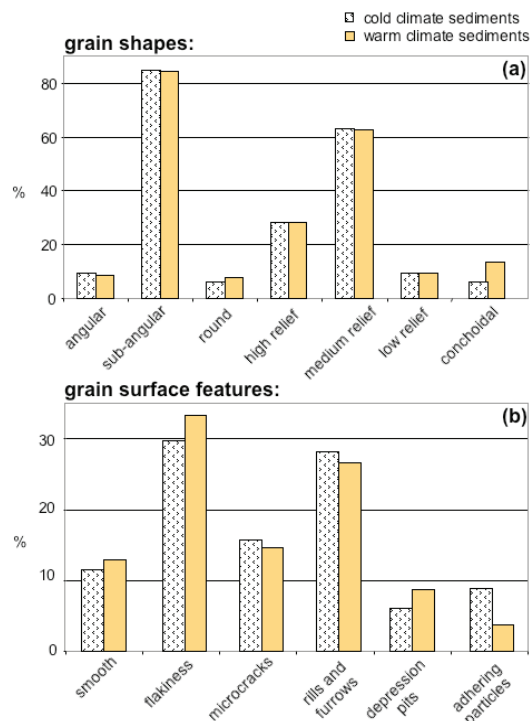 cold climate sediments
warm climate sediments
grain shapes:
(a)
80
60
%
40
20
0
angular
sub-angular
round
high relief
medium relief
low relief
conchoidal
grain surface features:
(b)
30
20
%
10
0
smooth
flakiness
microcracks
rills and
furrows
depression
pits
adhering
particles